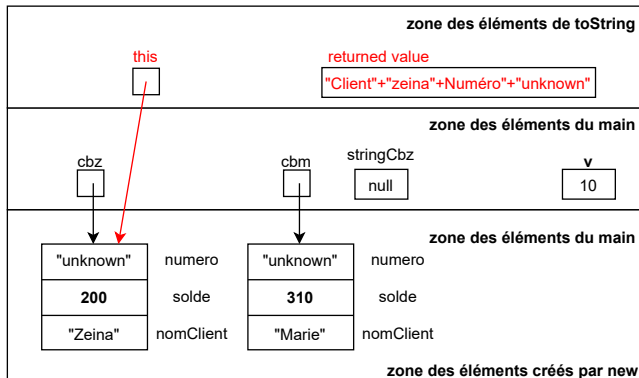 zone des éléments de toString
this
returned value
"Client"+"zeina"+Numéro"+"unknown"
zone des éléments du main
cbz
cbm
stringCbz
v
null
10
zone des éléments du main
"unknown" numero
"unknown" numero
200 solde
310 solde
"Zeina" nomClient
"Marie" nomClient
zone des éléments créés par new